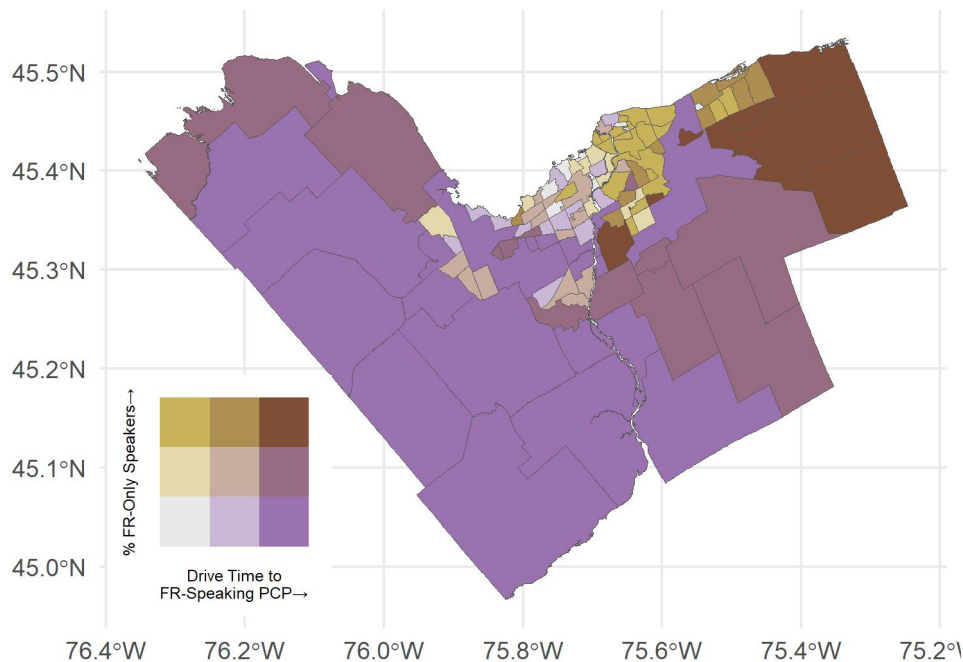 45.5°N
45.4°N
45.3°N
45.2°N
45.1°N
45.0°N
% FR-Only Speakers→
Drive Time to
FR-Speaking PCP→
76.4°W 76.2°W 76.0°W 75.8°W 75.6°W 75.4°W 75.2°W